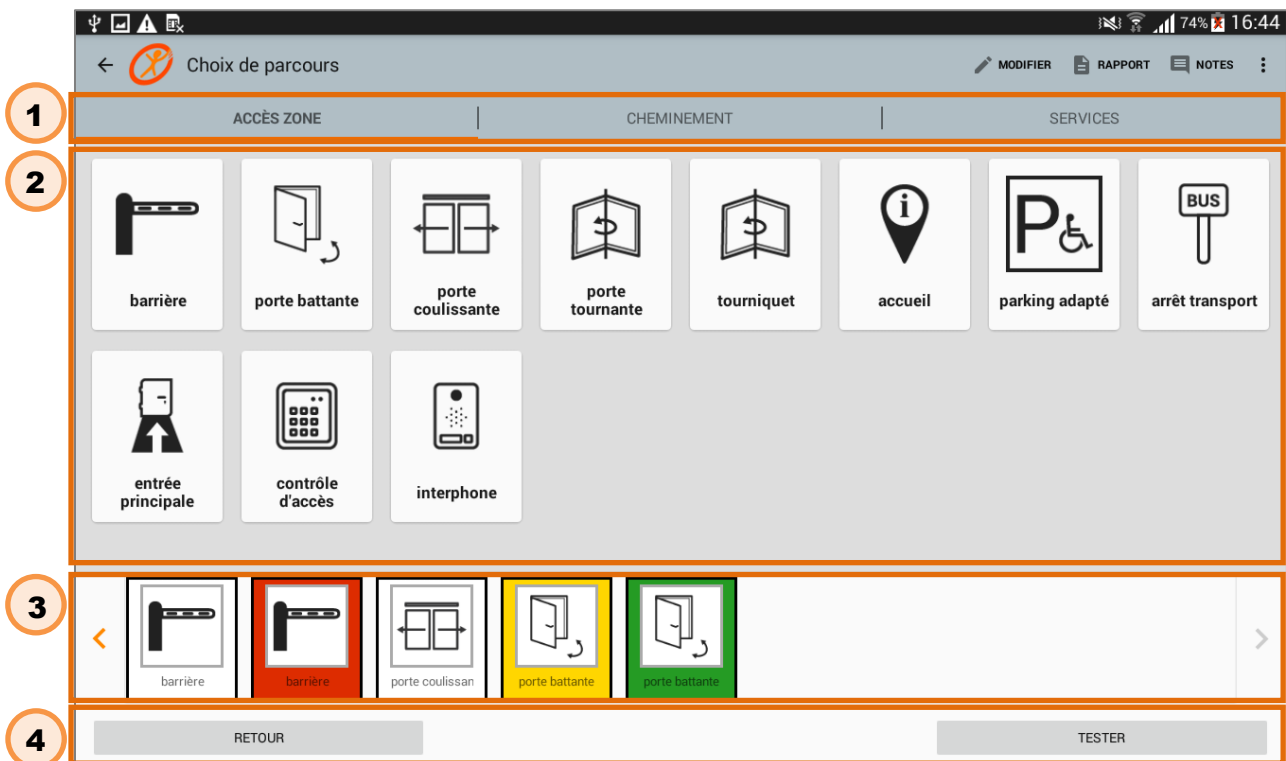 74% 16:44
Choix de parcours
MODIFIER RAPPORT NOTES
1
ACCÈS ZONE CHEMINEMENT SERVICES
2
BUS
i
P
barrière
porte battante
porte
coulissante
porte
tournante
tourniquet
accueil
parking adapté
arrêt transport
entrée
principale
contrôle
d'accès
interphone
3
barrière
barrière
porte coulissan
porte battante
porte battante
4
RETOUR TESTER